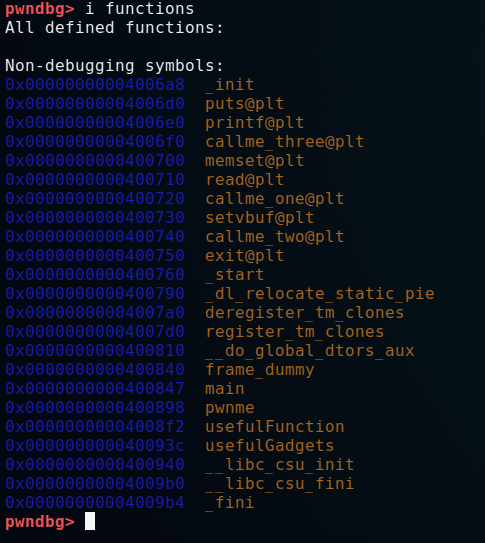 pwndbg> i functions
All defined functions:
Non-debugging symbols:
0x00000000004006a8  _init
0x00000000004006d0  puts@plt
0x00000000004006e0  printf@plt
0x00000000004006f0  callme_three@plt
0x0000000000400700  memset@plt
0x0000000000400710  read@plt
0x0000000000400720  callme_one@plt
0x0000000000400730  setvbuf@plt
0x0000000000400740  callme_two@plt
0x0000000000400750  exit@plt
0x0000000000400760  _start
0x0000000000400790  _dl_relocate_static_pie
0x00000000004007a0  deregister_tm_clones
0x00000000004007d0  register_tm_clones
0x0000000000400810  __do_global_dtors_aux
0x0000000000400840  frame_dummy
0x0000000000400847  main
0x0000000000400898  pwnme
0x00000000004008f2  usefulFunction
0x000000000040093c  usefulGadgets
0x0000000000400940  __libc_csu_init
0x00000000004009b0  __libc_csu_fini
0x00000000004009b4  _fini
pwndbg>